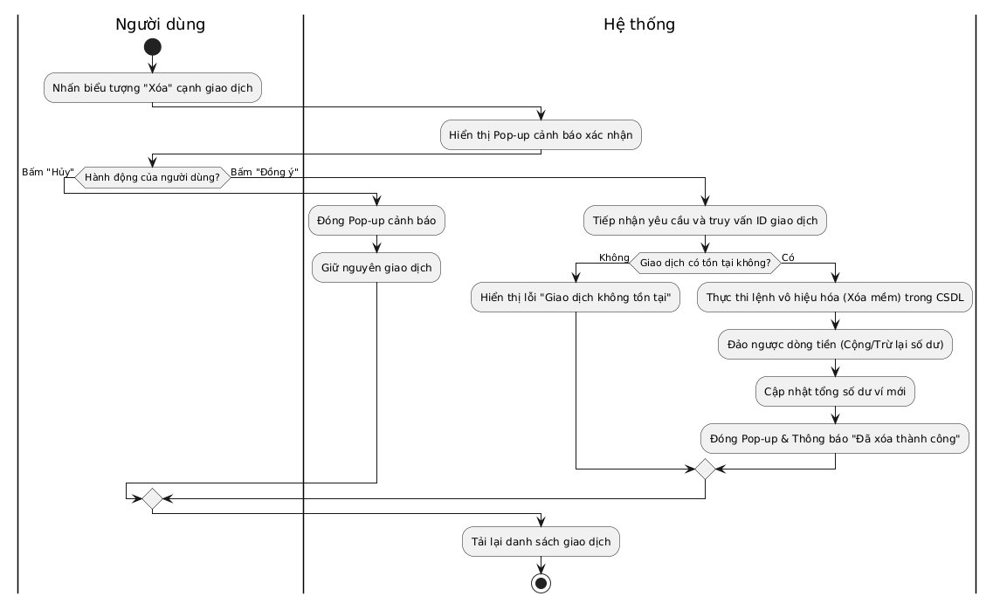 Người dùng
Hệ thống
Nhấn biểu tượng "Xóa" cạnh giao dịch
Hiển thị Pop-up cảnh báo xác nhận
Bấm "Hủy"
Hành động của người dùng?
Bấm "Đồng ý"
Đóng Pop-up cảnh báo
Tiếp nhận yêu cầu và truy vấn ID giao dịch
Giữ nguyên giao dịch
Không
Giao dịch có tồn tại không?
Có
Hiển thị lỗi "Giao dịch không tồn tại"
Thực thi lệnh vô hiệu hóa (Xóa mềm) trong CSDL
Đảo ngược dòng tiền (Cộng/Trừ lại số dư)
Cập nhật tổng số dư ví mới
Đóng Pop-up & Thông báo "Đã xóa thành công"
Tải lại danh sách giao dịch